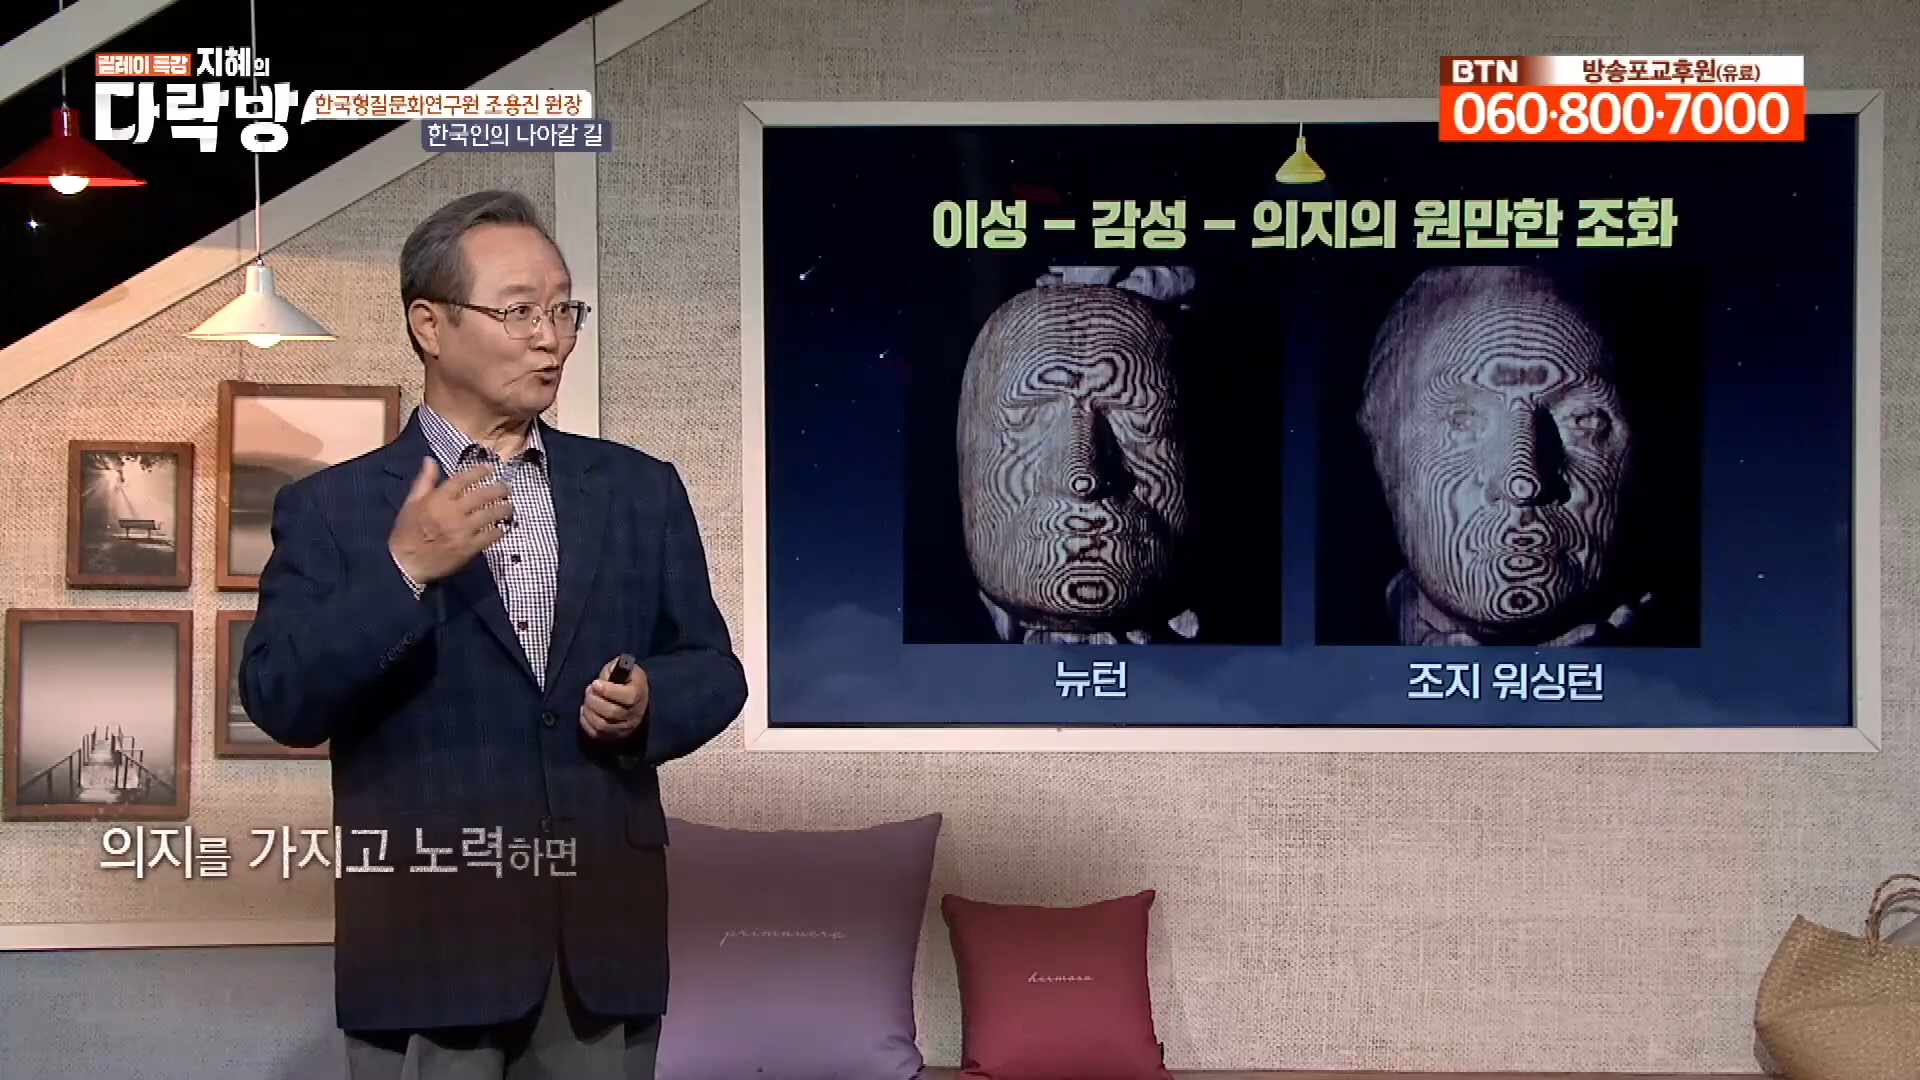 릴레이 특강 지혜의
다락방
한국형질문화연구원 조용진 원장
한국인의 나아갈 길
BTN 방송포교후원(유료)
060·800·7000
이성 - 감성 - 의지의 원만한 조화
뉴턴
조지 워싱턴
의지를 가지고 노력하면
primavera
hermosa